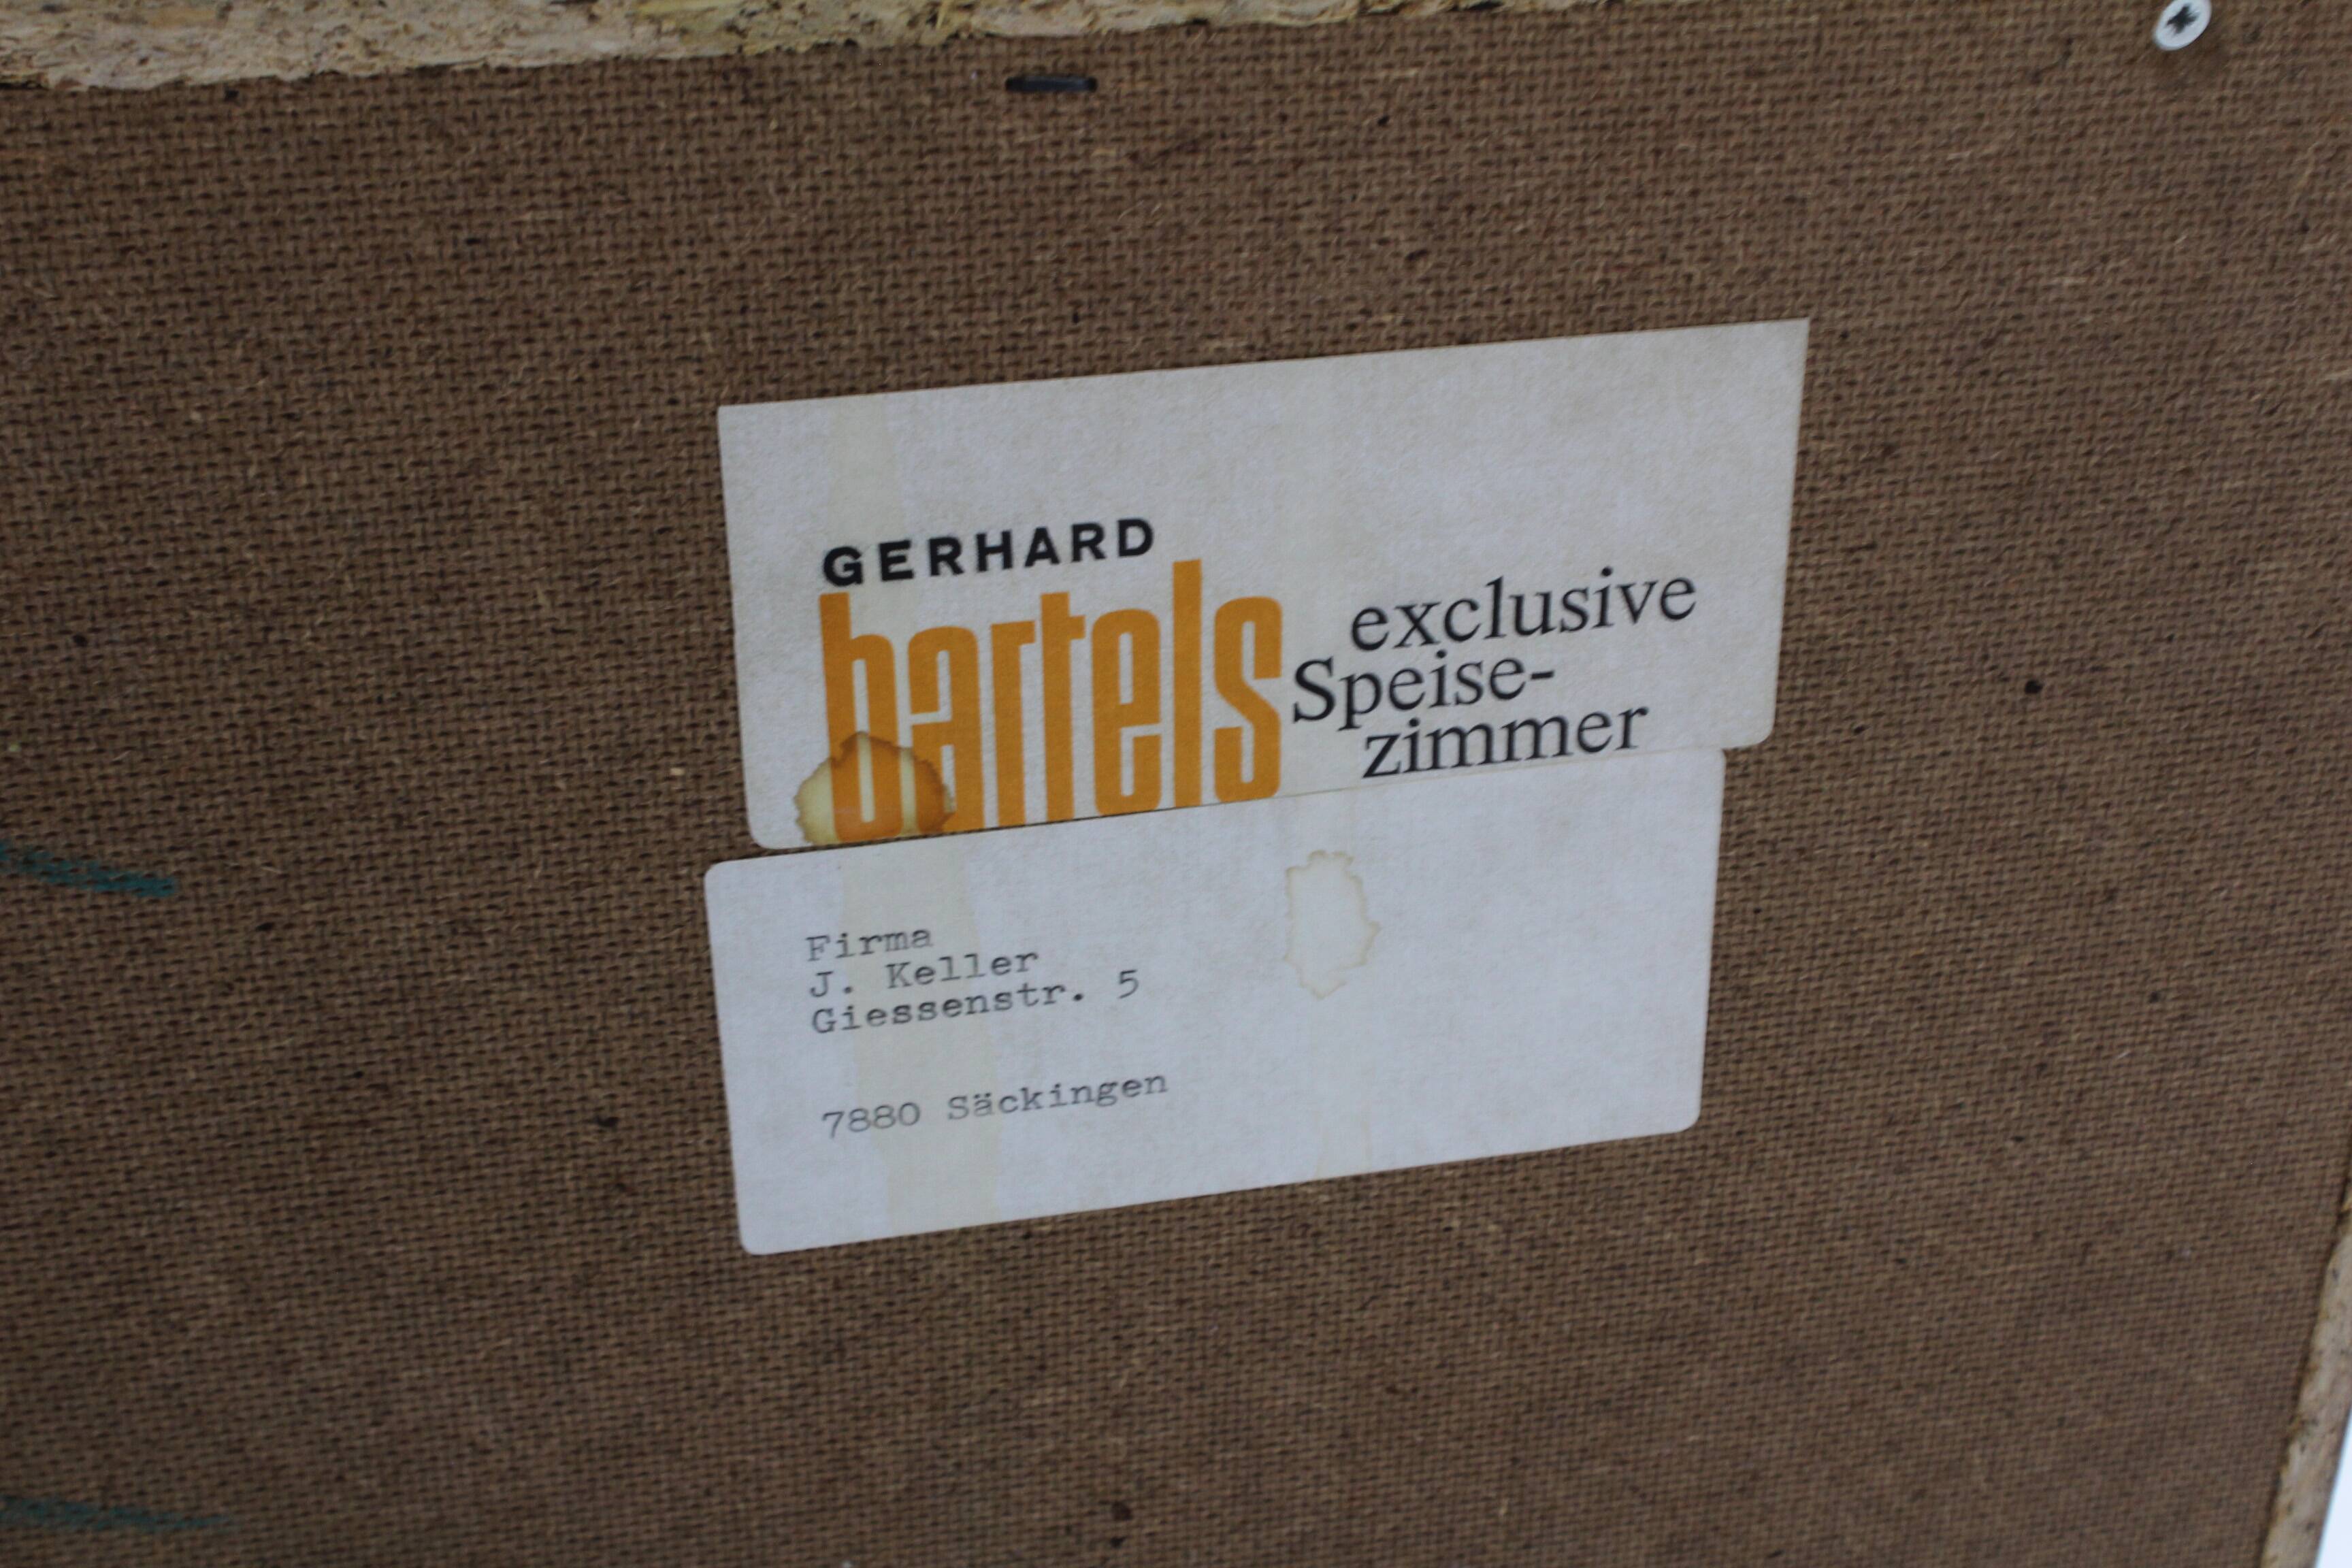 GERHARD
bartels
exclusive
Speise-
zimmer
Firma
J. Keller
Giessenstr. 5
7880 Säckingen